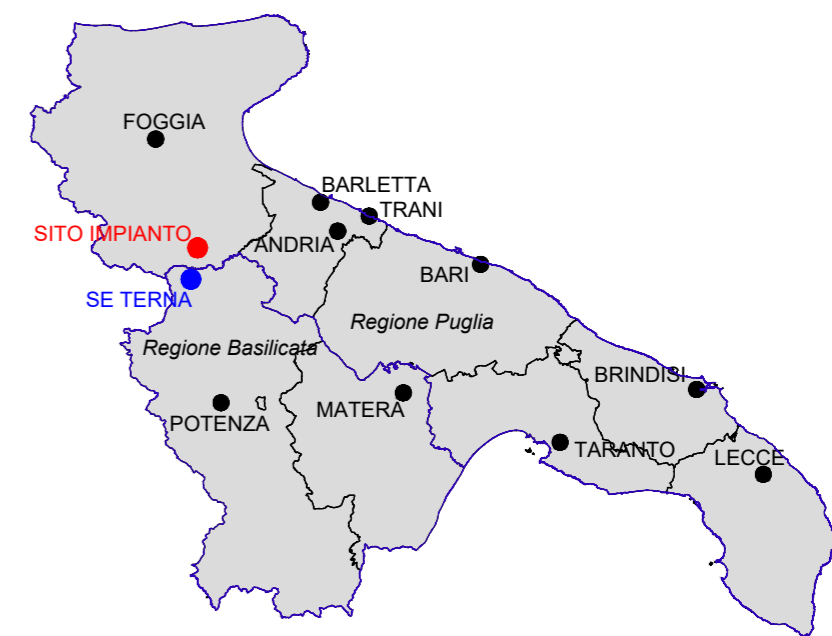 FOGGIA
BARLETTA
TRANI
SITO IMPIANTO
ANDRIA
BARI
SE TERNA
Regione Puglia
Regione Basilicata
BRINDISI
MATERA
POTENZA
TARANTO
LECCE